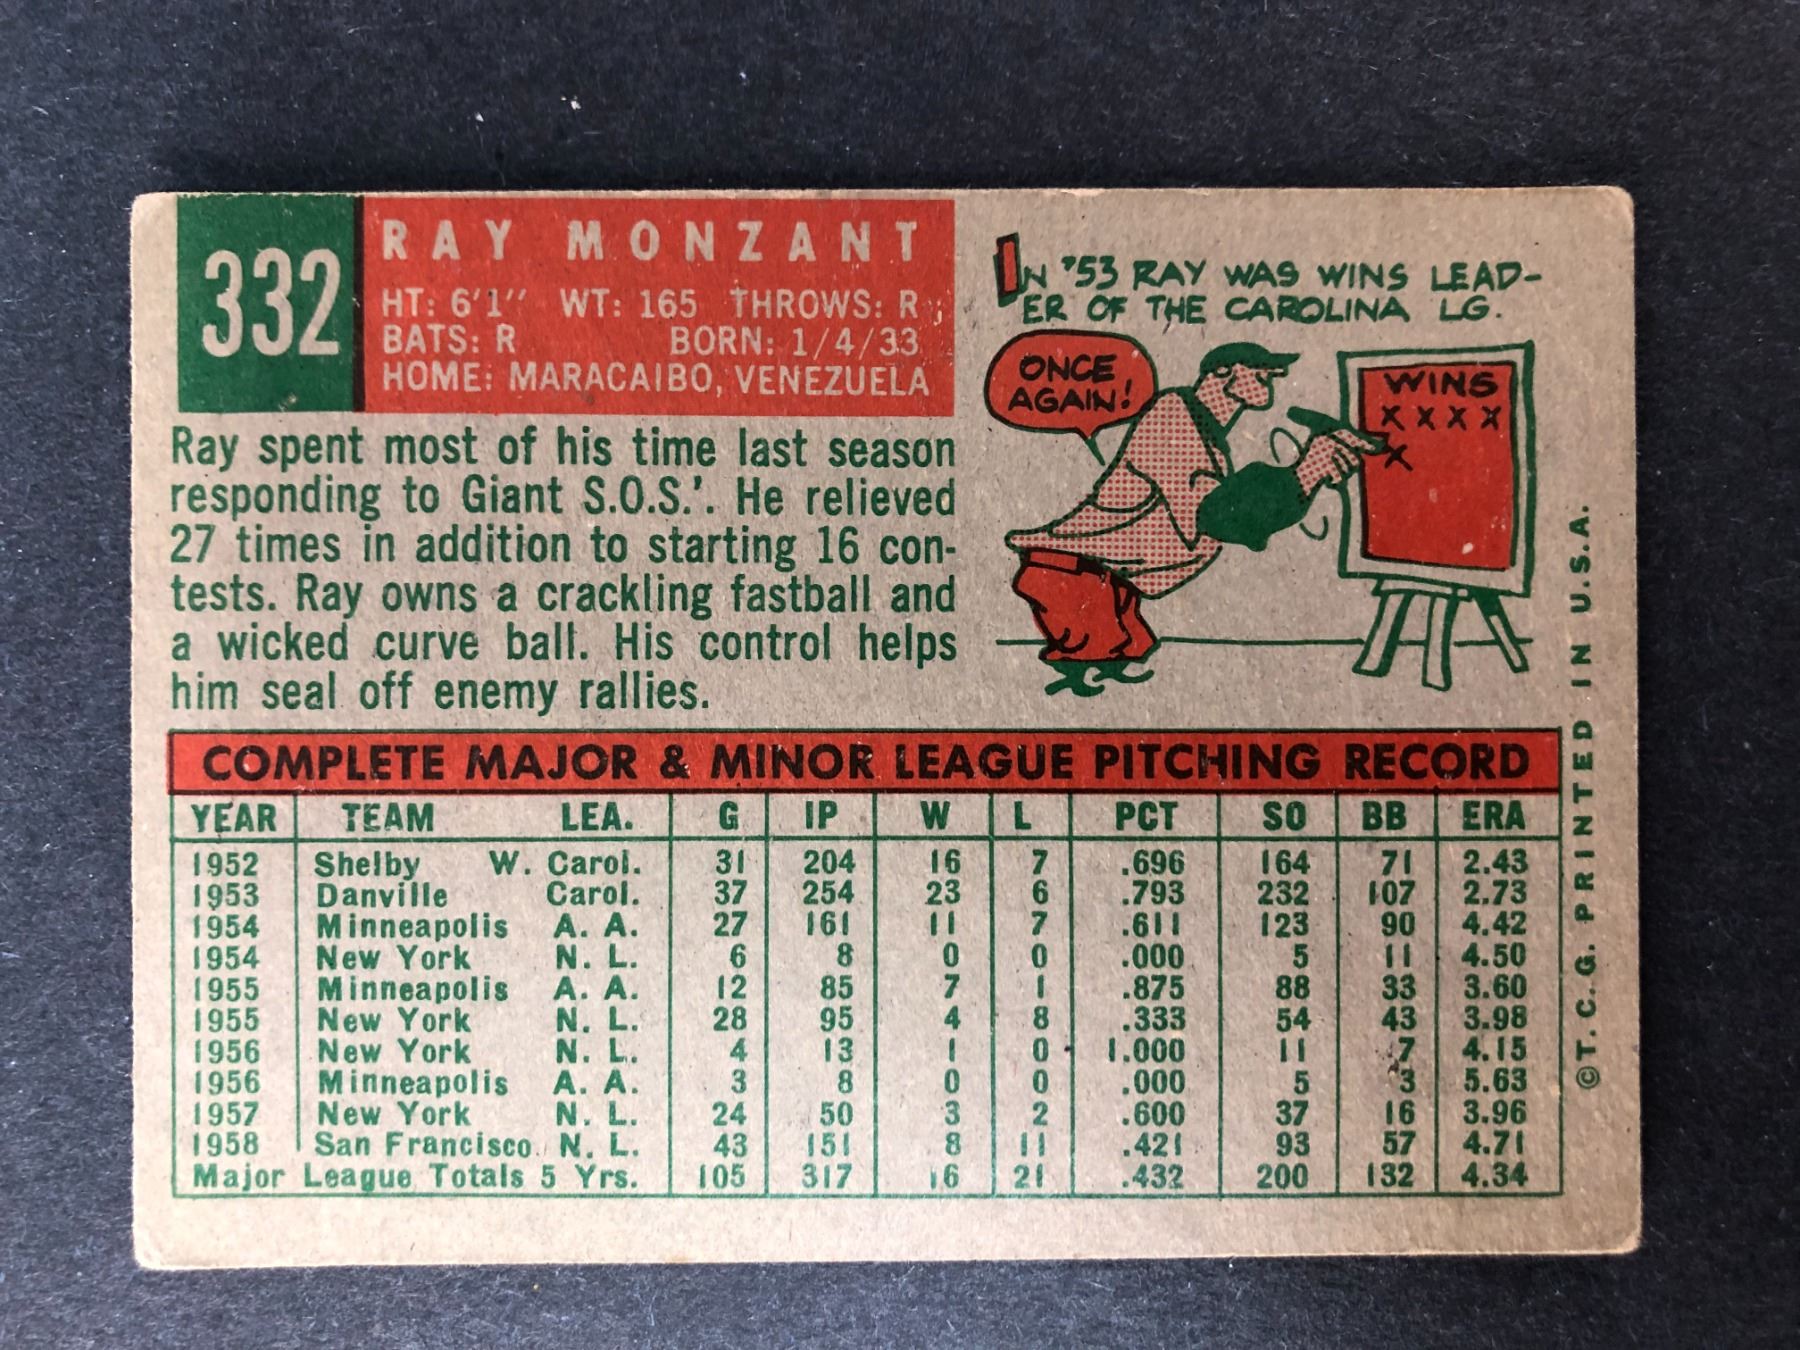 332
RAY MONZANT
HT: 6'1" WT: 165 THROWS: R
BATS: R BORN: 1/4/33
HOME: MARACAIBO, VENEZUELA
Ray spent most of his time last season
responding to Giant S.O.S.'. He relieved
27 times in addition to starting 16 con-
tests. Ray owns a crackling fastball and
a wicked curve ball. His control helps
him seal off enemy rallies.
IN '53 RAY WAS WINS LEAD-
ER OF THE CAROLINA LG.
ONCE
AGAIN!
WINS
X X X X
X
COMPLETE MAJOR & MINOR LEAGUE PITCHING RECORD
YEAR TEAM LEA. G IP W L PCT SO BB ERA
1952 Shelby W. Carol. 31 204 16 7 .696 164 71 2.43
1953 Danville Carol. 37 254 23 6 .793 232 107 2.73
1954 Minneapolis A. A. 27 161 11 7 .611 123 90 4.42
1954 New York N. L. 6 8 0 0 .000 5 11 4.50
1955 Minneapolis A. A. 12 85 7 1 .875 88 33 3.60
1955 New York N. L. 28 95 4 8 .333 54 43 3.98
1956 New York N. L. 4 13 1 0 1.000 11 7 4.15
1956 Minneapolis A. A. 3 8 0 0 .000 5 3 5.63
1957 New York N. L. 24 50 3 2 .600 37 16 3.96
1958 San Francisco N. L. 43 151 8 11 .421 93 57 4.71
Major League Totals 5 Yrs. 105 317 16 21 .432 200 132 4.34
©T.C.G. PRINTED IN U.S.A.